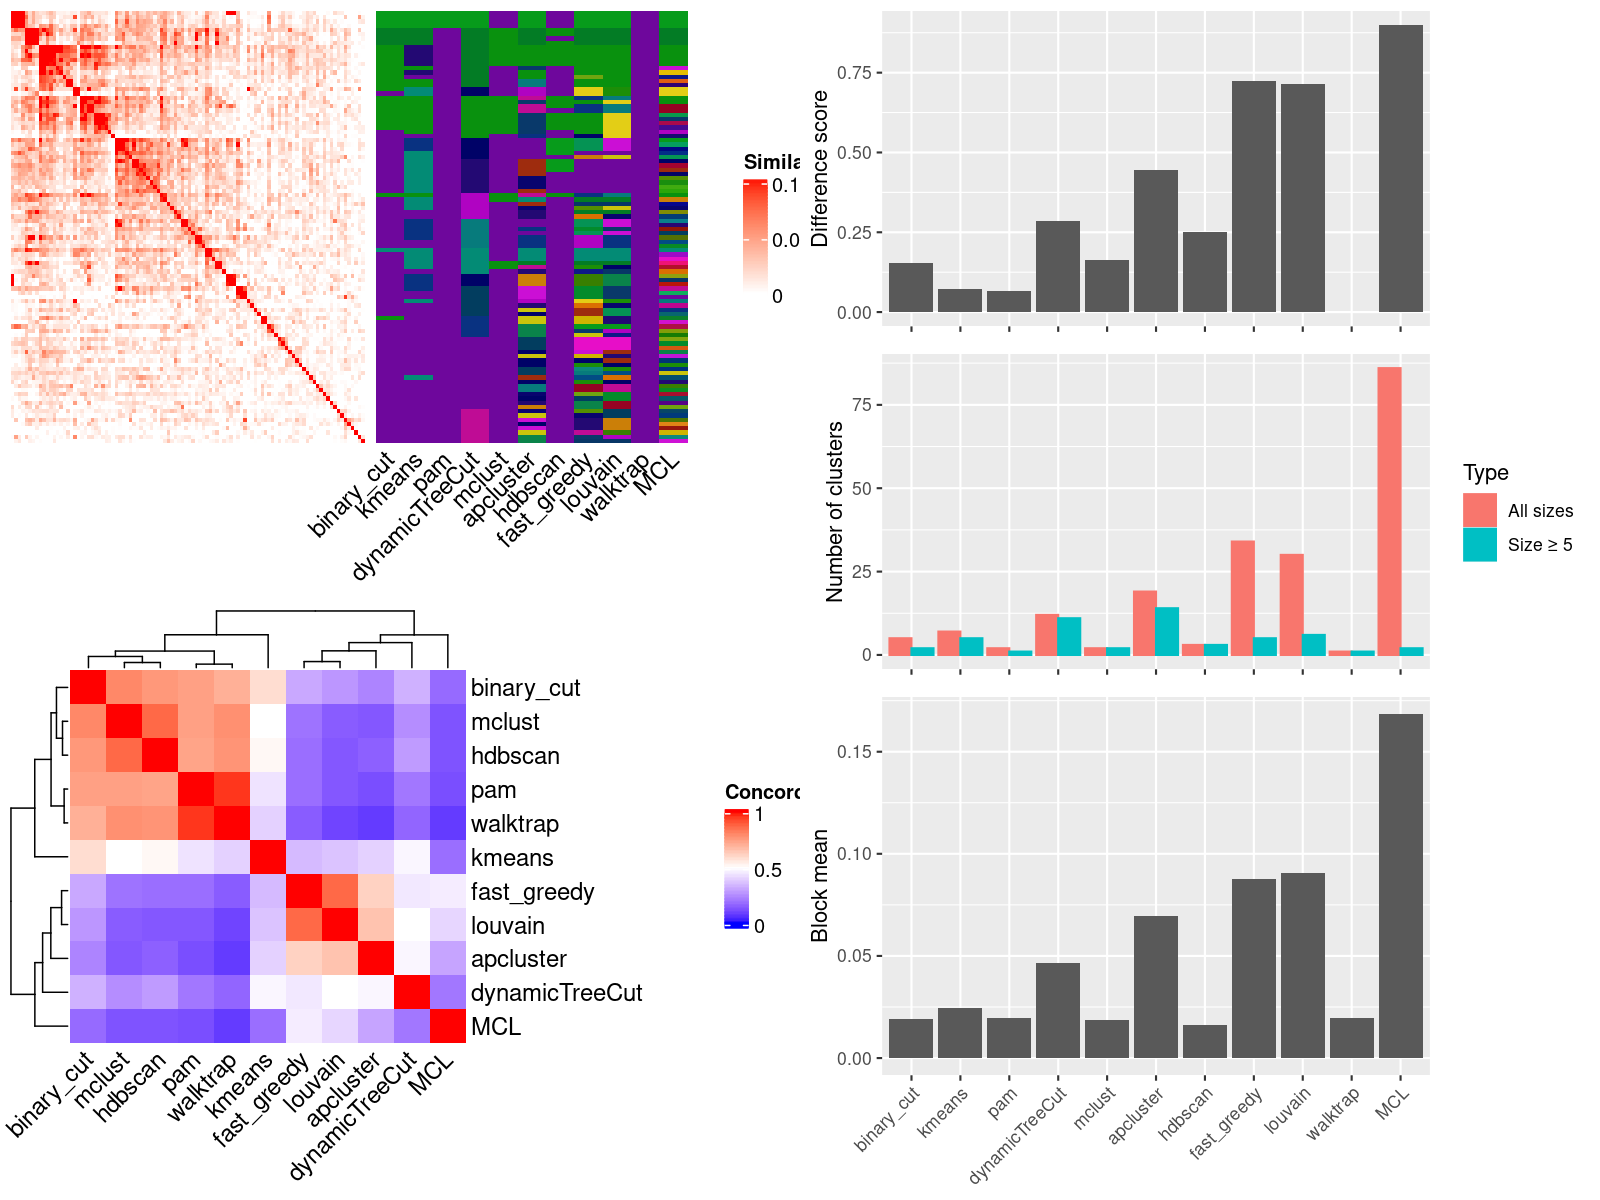 Simila
0.1
0.0
0
binary_cut
kmeans
pam
dynamicTreeCut
mclust
apcluster
hdbscan
fast_greedy
louvain
walktrap
MCL
binary_cut
mclust
hdbscan
pam
walktrap
kmeans
fast_greedy
louvain
apcluster
dynamicTreeCut
MCL
binary_cut
mclust
hdbscan
pam
walktrap
kmeans
fast_greedy
louvain
apcluster
dynamicTreeCut
MCL
Concord
1
0.5
0
Difference score
0.75
0.50
0.25
0.00
Number of clusters
75
50
25
0
Type
All sizes
Size ≥ 5
Block mean
0.15
0.10
0.05
0.00
binary_cut
kmeans
pam
dynamicTreeCut
mclust
apcluster
hdbscan
fast_greedy
louvain
walktrap
MCL